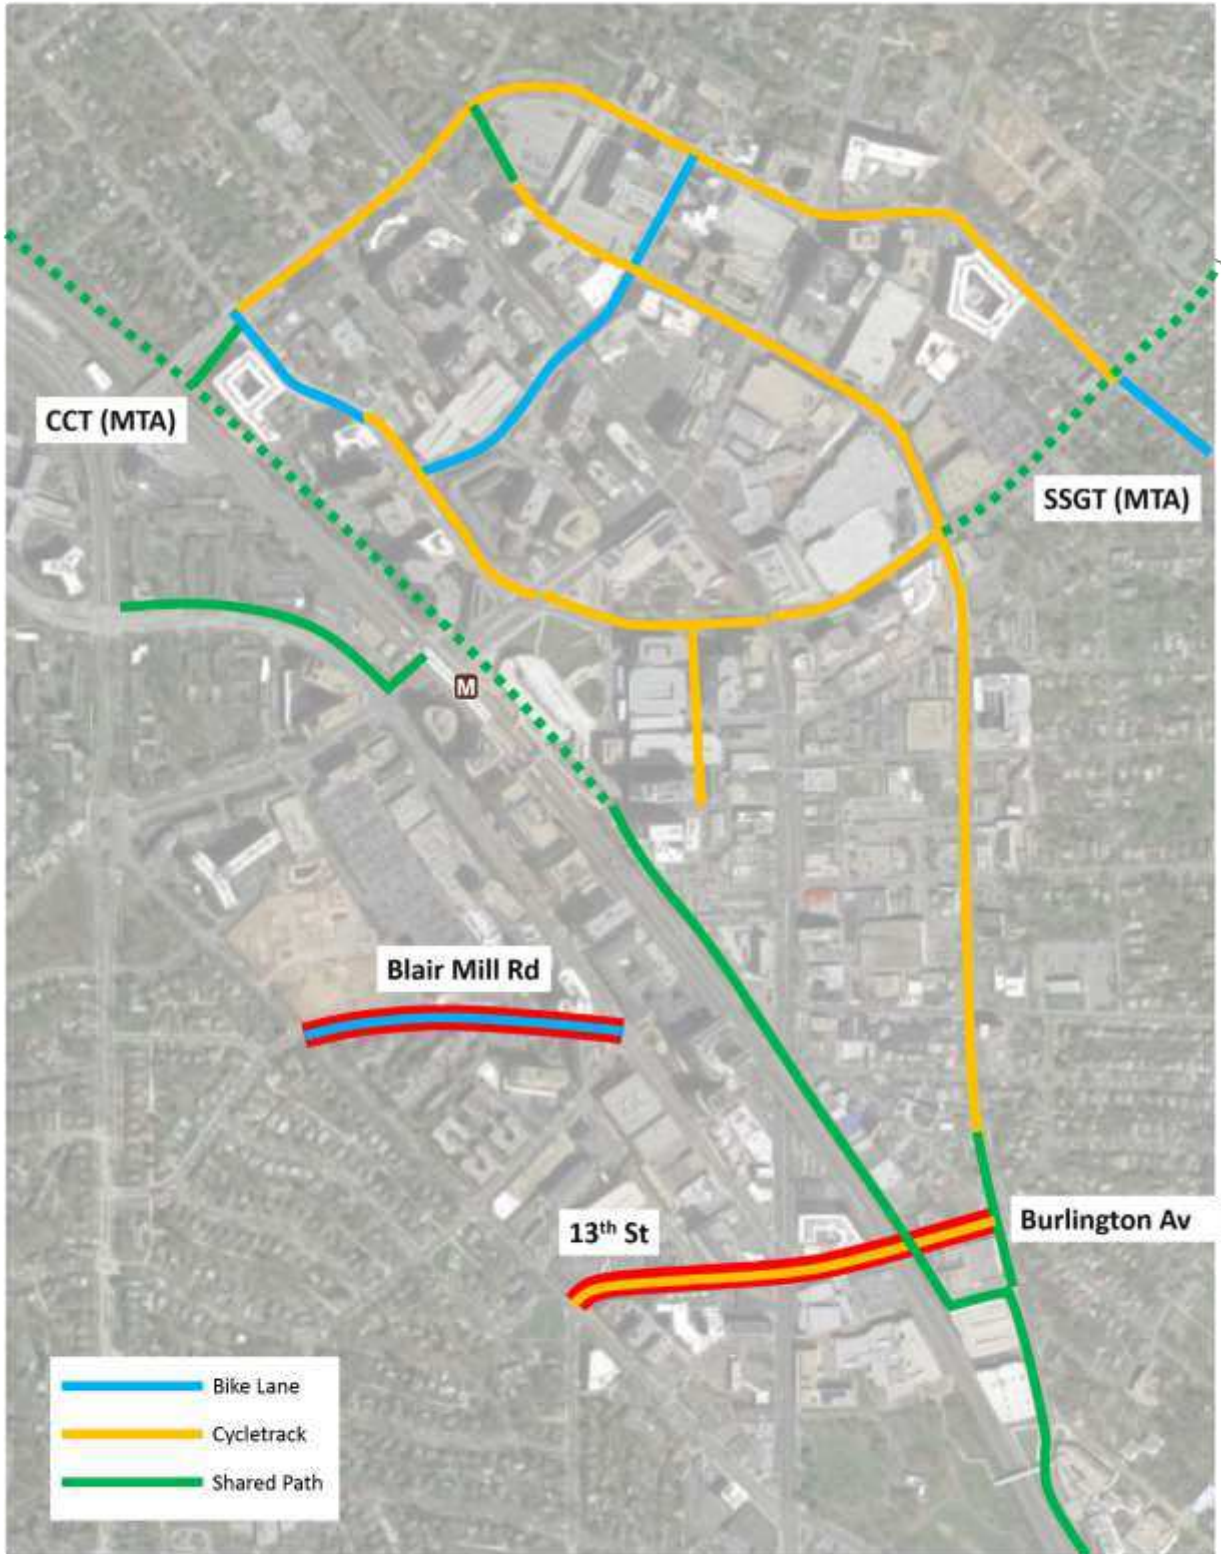 CCT (MTA)
SSGT (MTA)
M
Blair Mill Rd
13th St
Burlington Av
Bike Lane
Cycletrack
Shared Path